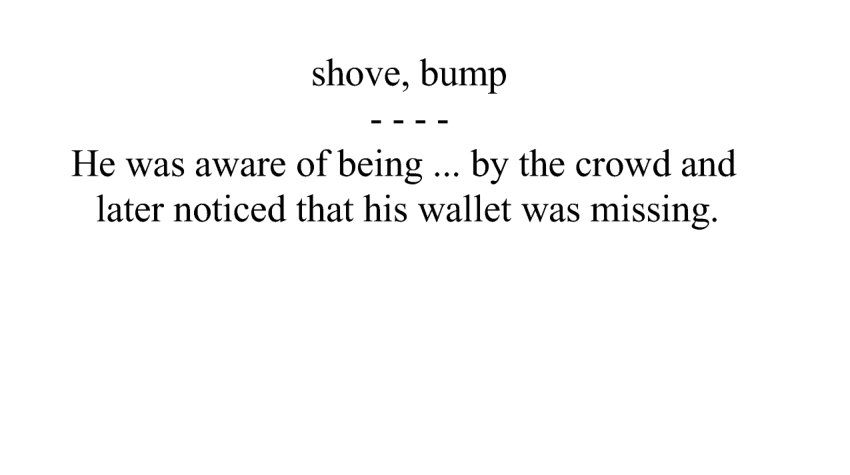 shove, bump
- - - -
He was aware of being ... by the crowd and
later noticed that his wallet was missing.